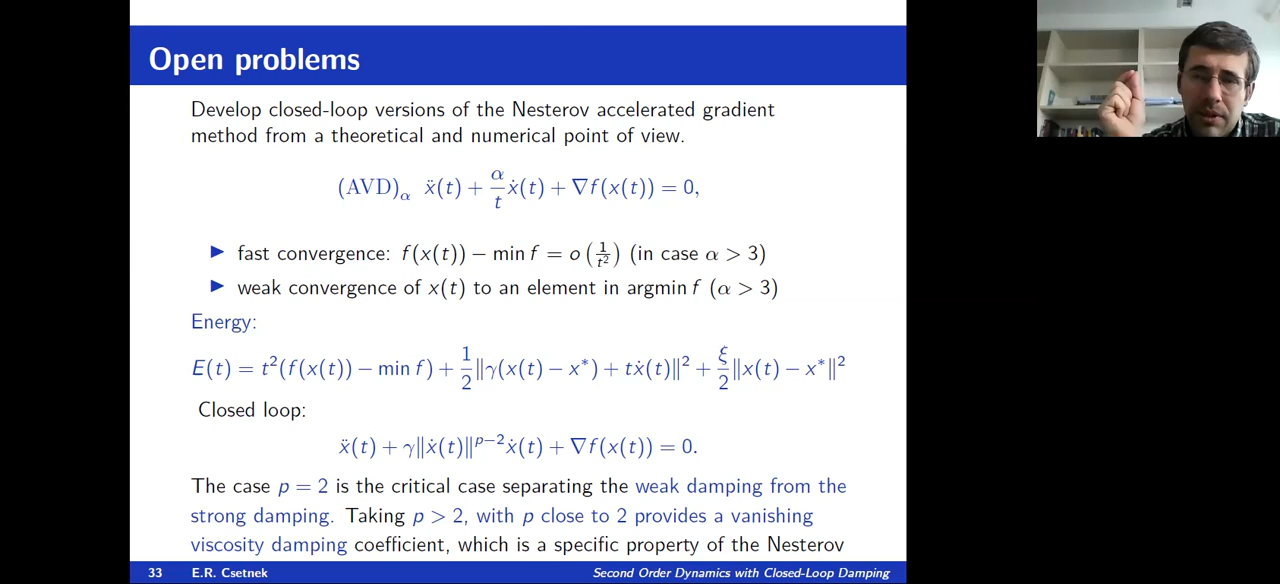 Open problems
Develop closed-loop versions of the Nesterov accelerated gradient
method from a theoretical and numerical point of view.
(AVD)_α ẍ(t) + α/t ẋ(t) + ∇f(x(t)) = 0,
▶ fast convergence: f(x(t)) − min f = o(1/t²) (in case α > 3)
▶ weak convergence of x(t) to an element in argmin f (α > 3)
Energy:
E(t) = t²(f(x(t)) − min f) + 1/2‖γ(x(t) − x*) + tẋ(t)‖² + ξ/2‖x(t) − x*‖²
Closed loop:
ẍ(t) + γ‖ẋ(t)‖^{p−2}ẋ(t) + ∇f(x(t)) = 0.
The case p = 2 is the critical case separating the weak damping from the
strong damping. Taking p > 2, with p close to 2 provides a vanishing
viscosity damping coefficient, which is a specific property of the Nesterov
33 E.R. Csetnek Second Order Dynamics with Closed-Loop Damping